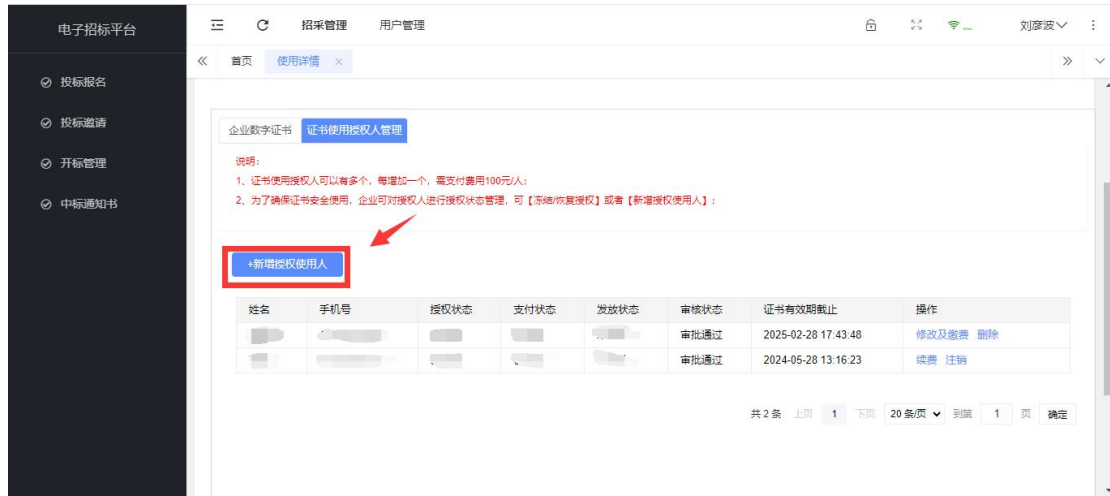 电子招标平台
招采管理 用户管理 刘彦波
首页 使用详情 ×
投标报名
投标邀请
开标管理
中标通知书
企业数字证书 证书使用授权人管理
说明:
1、证书使用授权人可以有多个,每增加一个,需支付费用100元/人;
2、为了确保证书安全使用,企业可对授权人进行授权状态管理,可【冻结/恢复授权】或者【新增授权使用人】;
+新增授权使用人
姓名 手机号 授权状态 支付状态 发放状态 审核状态 证书有效期截止 操作
审批通过 2025-02-28 17:43:48 修改及缴费 删除
审批通过 2024-05-28 13:16:23 续费 注销
共 2 条 上页 1 下页 20 条/页 到第 1 页 确定